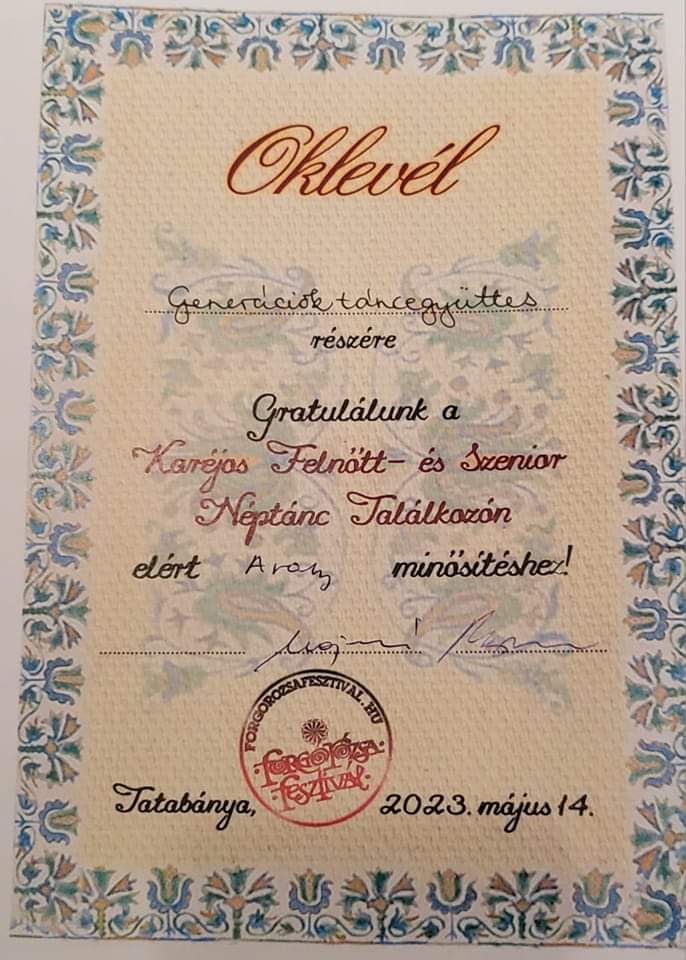 Oklevél
Generációk táncegyüttes
részére
Gratulálunk a
Karéjos Felnőtt- és Szenior
Néptánc Találkozón
elért Arany minősítéshez!
FORGOROZSAFESZTIVAL.HU
FORGÓRÓZSA
FESZTIVÁL
Tatabánya, 2023. május 14.